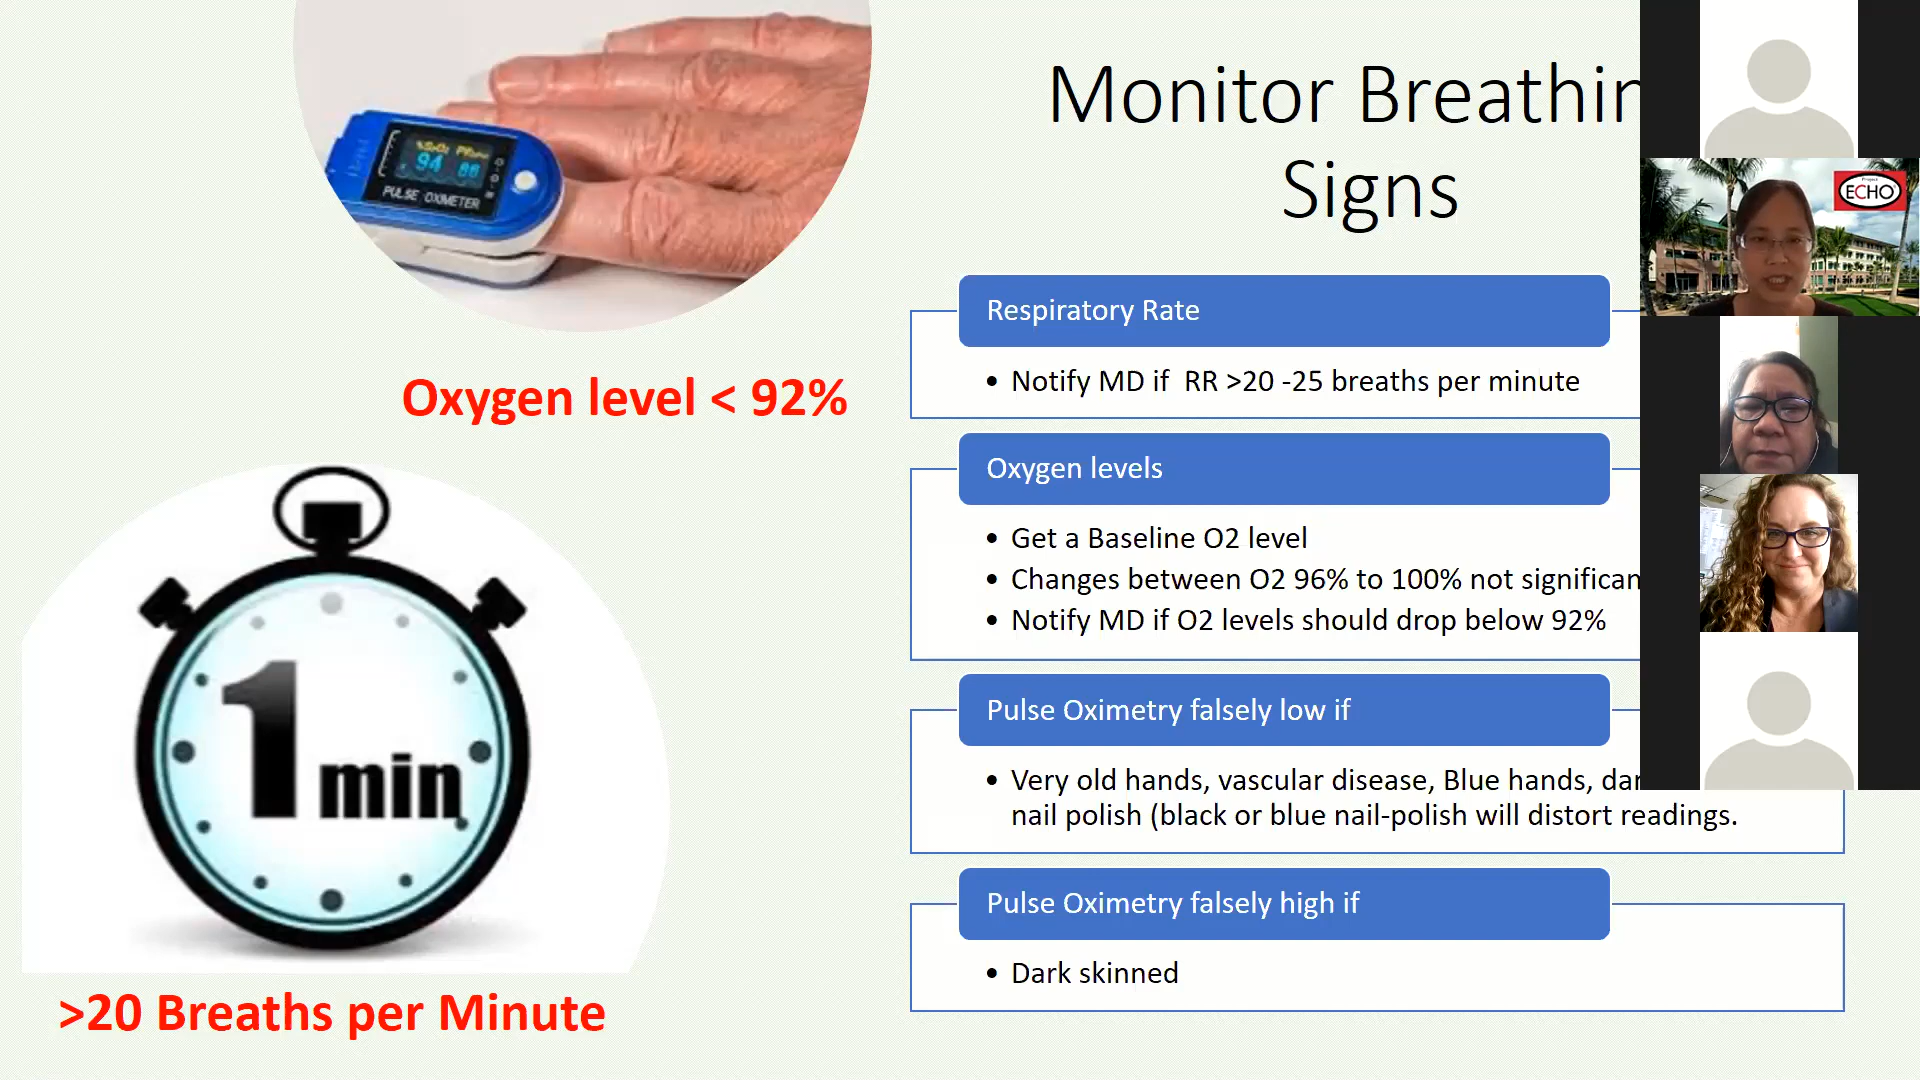 Monitor Breathin
Signs
%SpO2 PRbpm
94 66
PULSE OXIMETER
Oxygen level < 92%
1 min
>20 Breaths per Minute
Respiratory Rate
• Notify MD if  RR >20 -25 breaths per minute
Oxygen levels
• Get a Baseline O2 level
• Changes between O2 96% to 100% not significan
• Notify MD if O2 levels should drop below 92%
Pulse Oximetry falsely low if
• Very old hands, vascular disease, Blue hands, dar
nail polish (black or blue nail-polish will distort readings.
Pulse Oximetry falsely high if
• Dark skinned
Project
ECHO